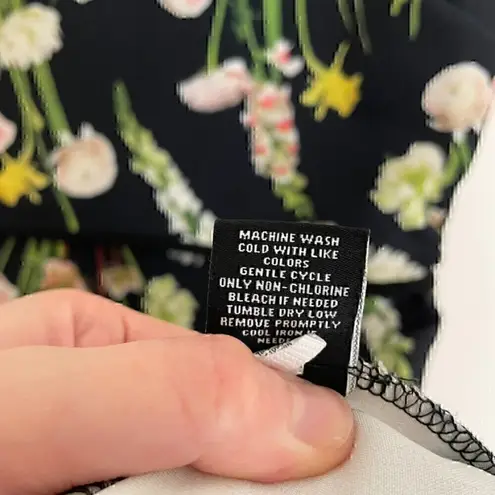 MACHINE WASH
COLD WITH LIKE
COLORS
GENTLE CYCLE
ONLY NON-CHLORINE
BLEACH IF NEEDED
TUMBLE DRY LOW
REMOVE PROMPTLY
COOL IRON IF